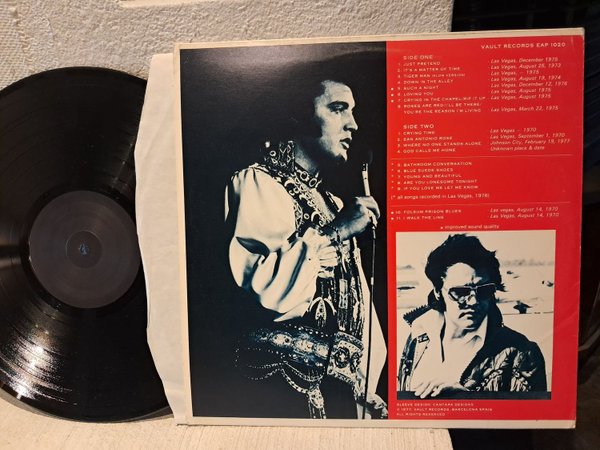 VAULT RECORDS EAP 1020
SIDE ONE
1. JUST PRETEND Las Vegas, December 1975
2. IT'S A MATTER OF TIME Las Vegas, August 26, 1973
3. TIGER MAN (SLOW VERSION) Las Vegas, - 1975
4. DOWN IN THE ALLEY Las Vegas, August 19, 1974
5. SUCH A NIGHT Las Vegas, December 12, 1976
6. LOVING YOU Las Vegas, August 1975
7. CRYING IN THE CHAPEL/RIP IT UP Las Vegas, August 1975
8. ROSES ARE RED/I'LL BE THERE/
YOU'RE THE REASON I'M LIVING Las Vegas, March 22, 1975
SIDE TWO
1. CRYING TIME Las Vegas - 1970
2. SAN ANTONIO ROSE Las Vegas, September 1, 1970
3. WHERE NO ONE STANDS ALONE Johnson City, February 19, 1977
4. GOD CALLS ME HOME Unknown place & date
5. BATHROOM CONVERSATION
6. BLUE SUEDE SHOES
7. YOUNG AND BEAUTIFUL
8. ARE YOU LONESOME TONIGHT
9. IF YOU LOVE ME LET ME KNOW
(* all songs recorded in Las Vegas, 1976)
10. FOLSOM PRISON BLUES Las Vegas, August 14, 1970
11. I WALK THE LINE Las Vegas, August 14, 1970
improved sound quality
SLEEVE DESIGN: CANTARA DESIGNS
© 1977, VAULT RECORDS, BARCELONA SPAIN
ALL RIGHTS RESERVED